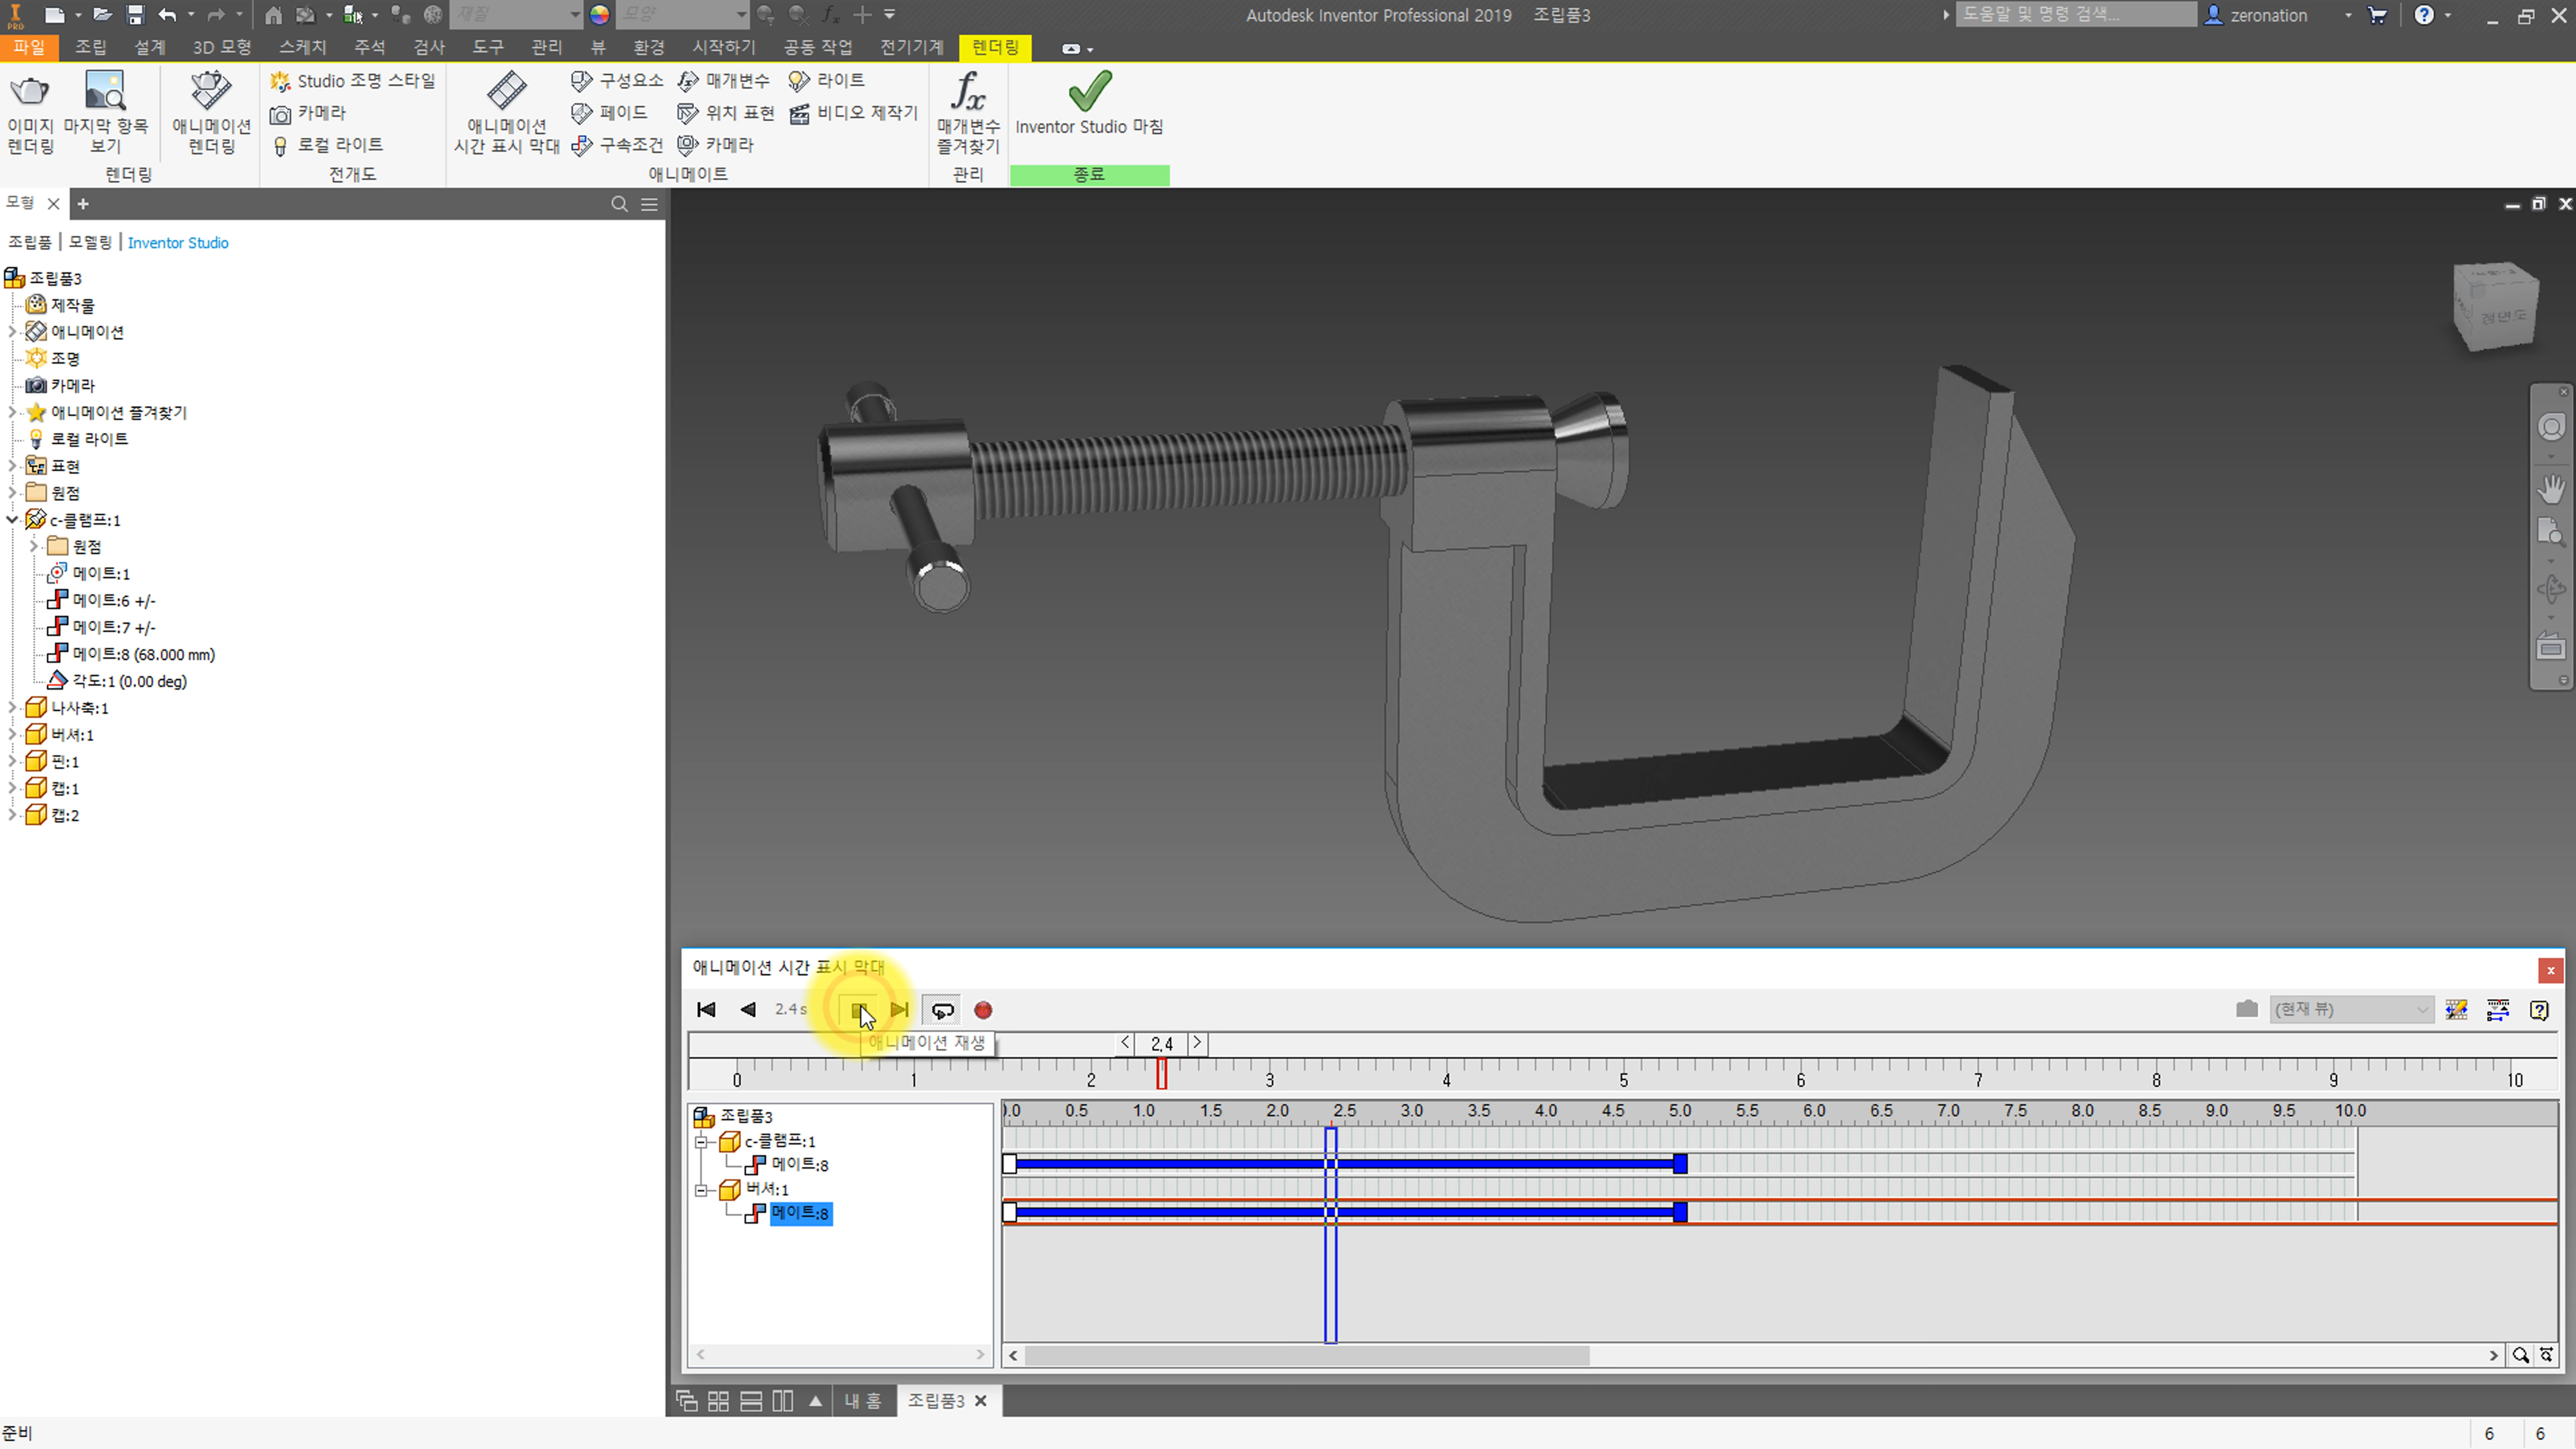 PRO
재질
모양
Autodesk Inventor Professional 2019 조립품3
도움말 및 명령 검색...
zeronation
파일 조립 설계 3D 모형 스케치 주석 검사 도구 관리 뷰 환경 시작하기 공동 작업 전기기계 렌더링
이미지 렌더링
마지막 항목 보기
애니메이션 렌더링
Studio 조명 스타일
카메라
로컬 라이트
애니메이션 시간 표시 막대
구성요소
페이드
구속조건
매개변수
위치 표현
카메라
라이트
비디오 제작기
fx
매개변수 즐겨찾기
Inventor Studio 마침
렌더링 전개도 애니메이트 관리 종료
모형
조립품 | 모델링 | Inventor Studio
조립품3
제작물
애니메이션
조명
카메라
애니메이션 즐겨찾기
로컬 라이트
표현
원점
c-클램프:1
원점
메이트:1
메이트:6 +/-
메이트:7 +/-
메이트:8 (68.000 mm)
각도:1 (0.00 deg)
나사축:1
버셔:1
핀:1
캡:1
캡:2
정면도
애니메이션 시간 표시 막대
2.4 s
(현재 뷰)
애니메이션 재생
2.4
0 1 2 3 4 5 6 7 8 9 10
조립품3
c-클램프:1
메이트:8
버셔:1
메이트:8
0.0 0.5 1.0 1.5 2.0 2.5 3.0 3.5 4.0 4.5 5.0 5.5 6.0 6.5 7.0 7.5 8.0 8.5 9.0 9.5 10.0
내 홈 조립품3
준비
6 6